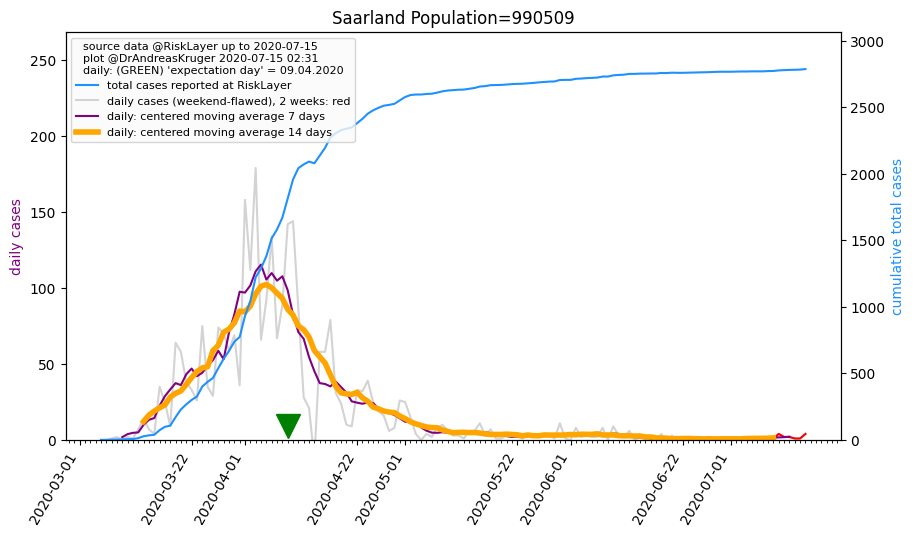 Saarland Population=990509
source data @RiskLayer up to 2020-07-15
plot @DrAndreasKruger 2020-07-15 02:31
daily: (GREEN) 'expectation day' = 09.04.2020
total cases reported at RiskLayer
daily cases (weekend-flawed), 2 weeks: red
daily: centered moving average 7 days
daily: centered moving average 14 days
daily cases
250
200
150
100
50
0
cumulative total cases
3000
2500
2000
1500
1000
500
0
2020-03-01
2020-03-22
2020-04-01
2020-04-22
2020-05-01
2020-05-22
2020-06-01
2020-06-22
2020-07-01